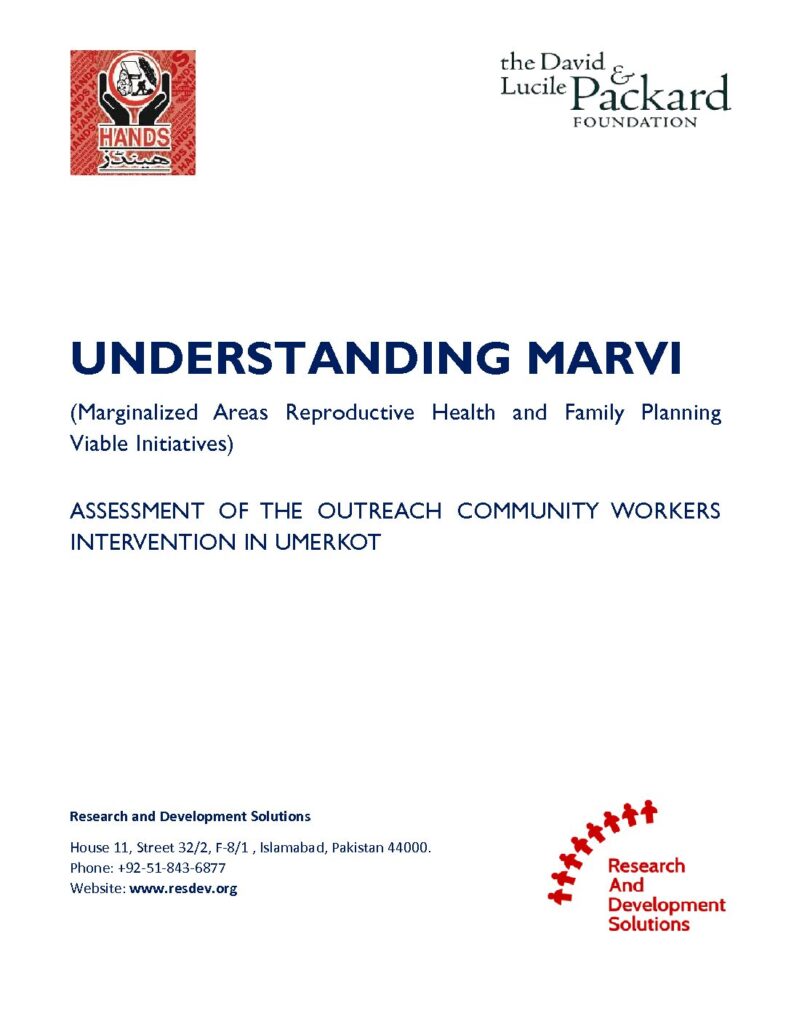 HANDS
ھینڈز
the David &
Lucile Packard
FOUNDATION
UNDERSTANDING MARVI
(Marginalized Areas Reproductive Health and Family Planning
Viable Initiatives)
ASSESSMENT OF THE OUTREACH COMMUNITY WORKERS
INTERVENTION IN UMERKOT
Research and Development Solutions
House 11, Street 32/2, F-8/1 , Islamabad, Pakistan 44000.
Phone: +92-51-843-6877
Website: www.resdev.org
Research
And
Development
Solutions